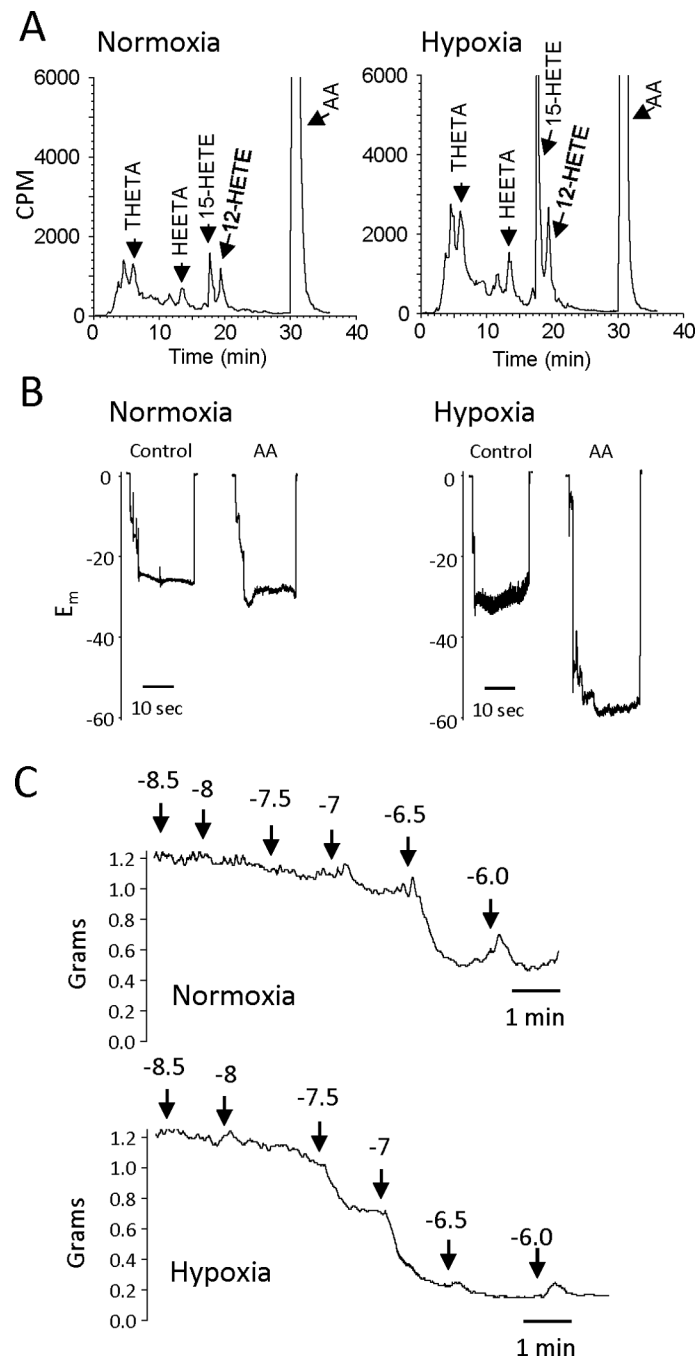 A
Normoxia
Hypoxia
6000
4000
2000
0
CPM
THETA
HEETA
15-HETE
12-HETE
AA
0 10 20 30 40
Time (min)
6000
4000
2000
0
THETA
HEETA
15-HETE
12-HETE
AA
0 10 20 30 40
Time (min)
B
Normoxia
Hypoxia
Control
AA
Control
AA
0
-20
-40
-60
Em
10 sec
0
-20
-40
-60
10 sec
C
-8.5
-8
-7.5
-7
-6.5
-6.0
1.2
1.0
0.8
0.6
0.4
0.2
0.0
Grams
Normoxia
1 min
-8.5
-8
-7.5
-7
-6.5
-6.0
1.2
1.0
0.8
0.6
0.4
0.2
0.0
Grams
Hypoxia
1 min